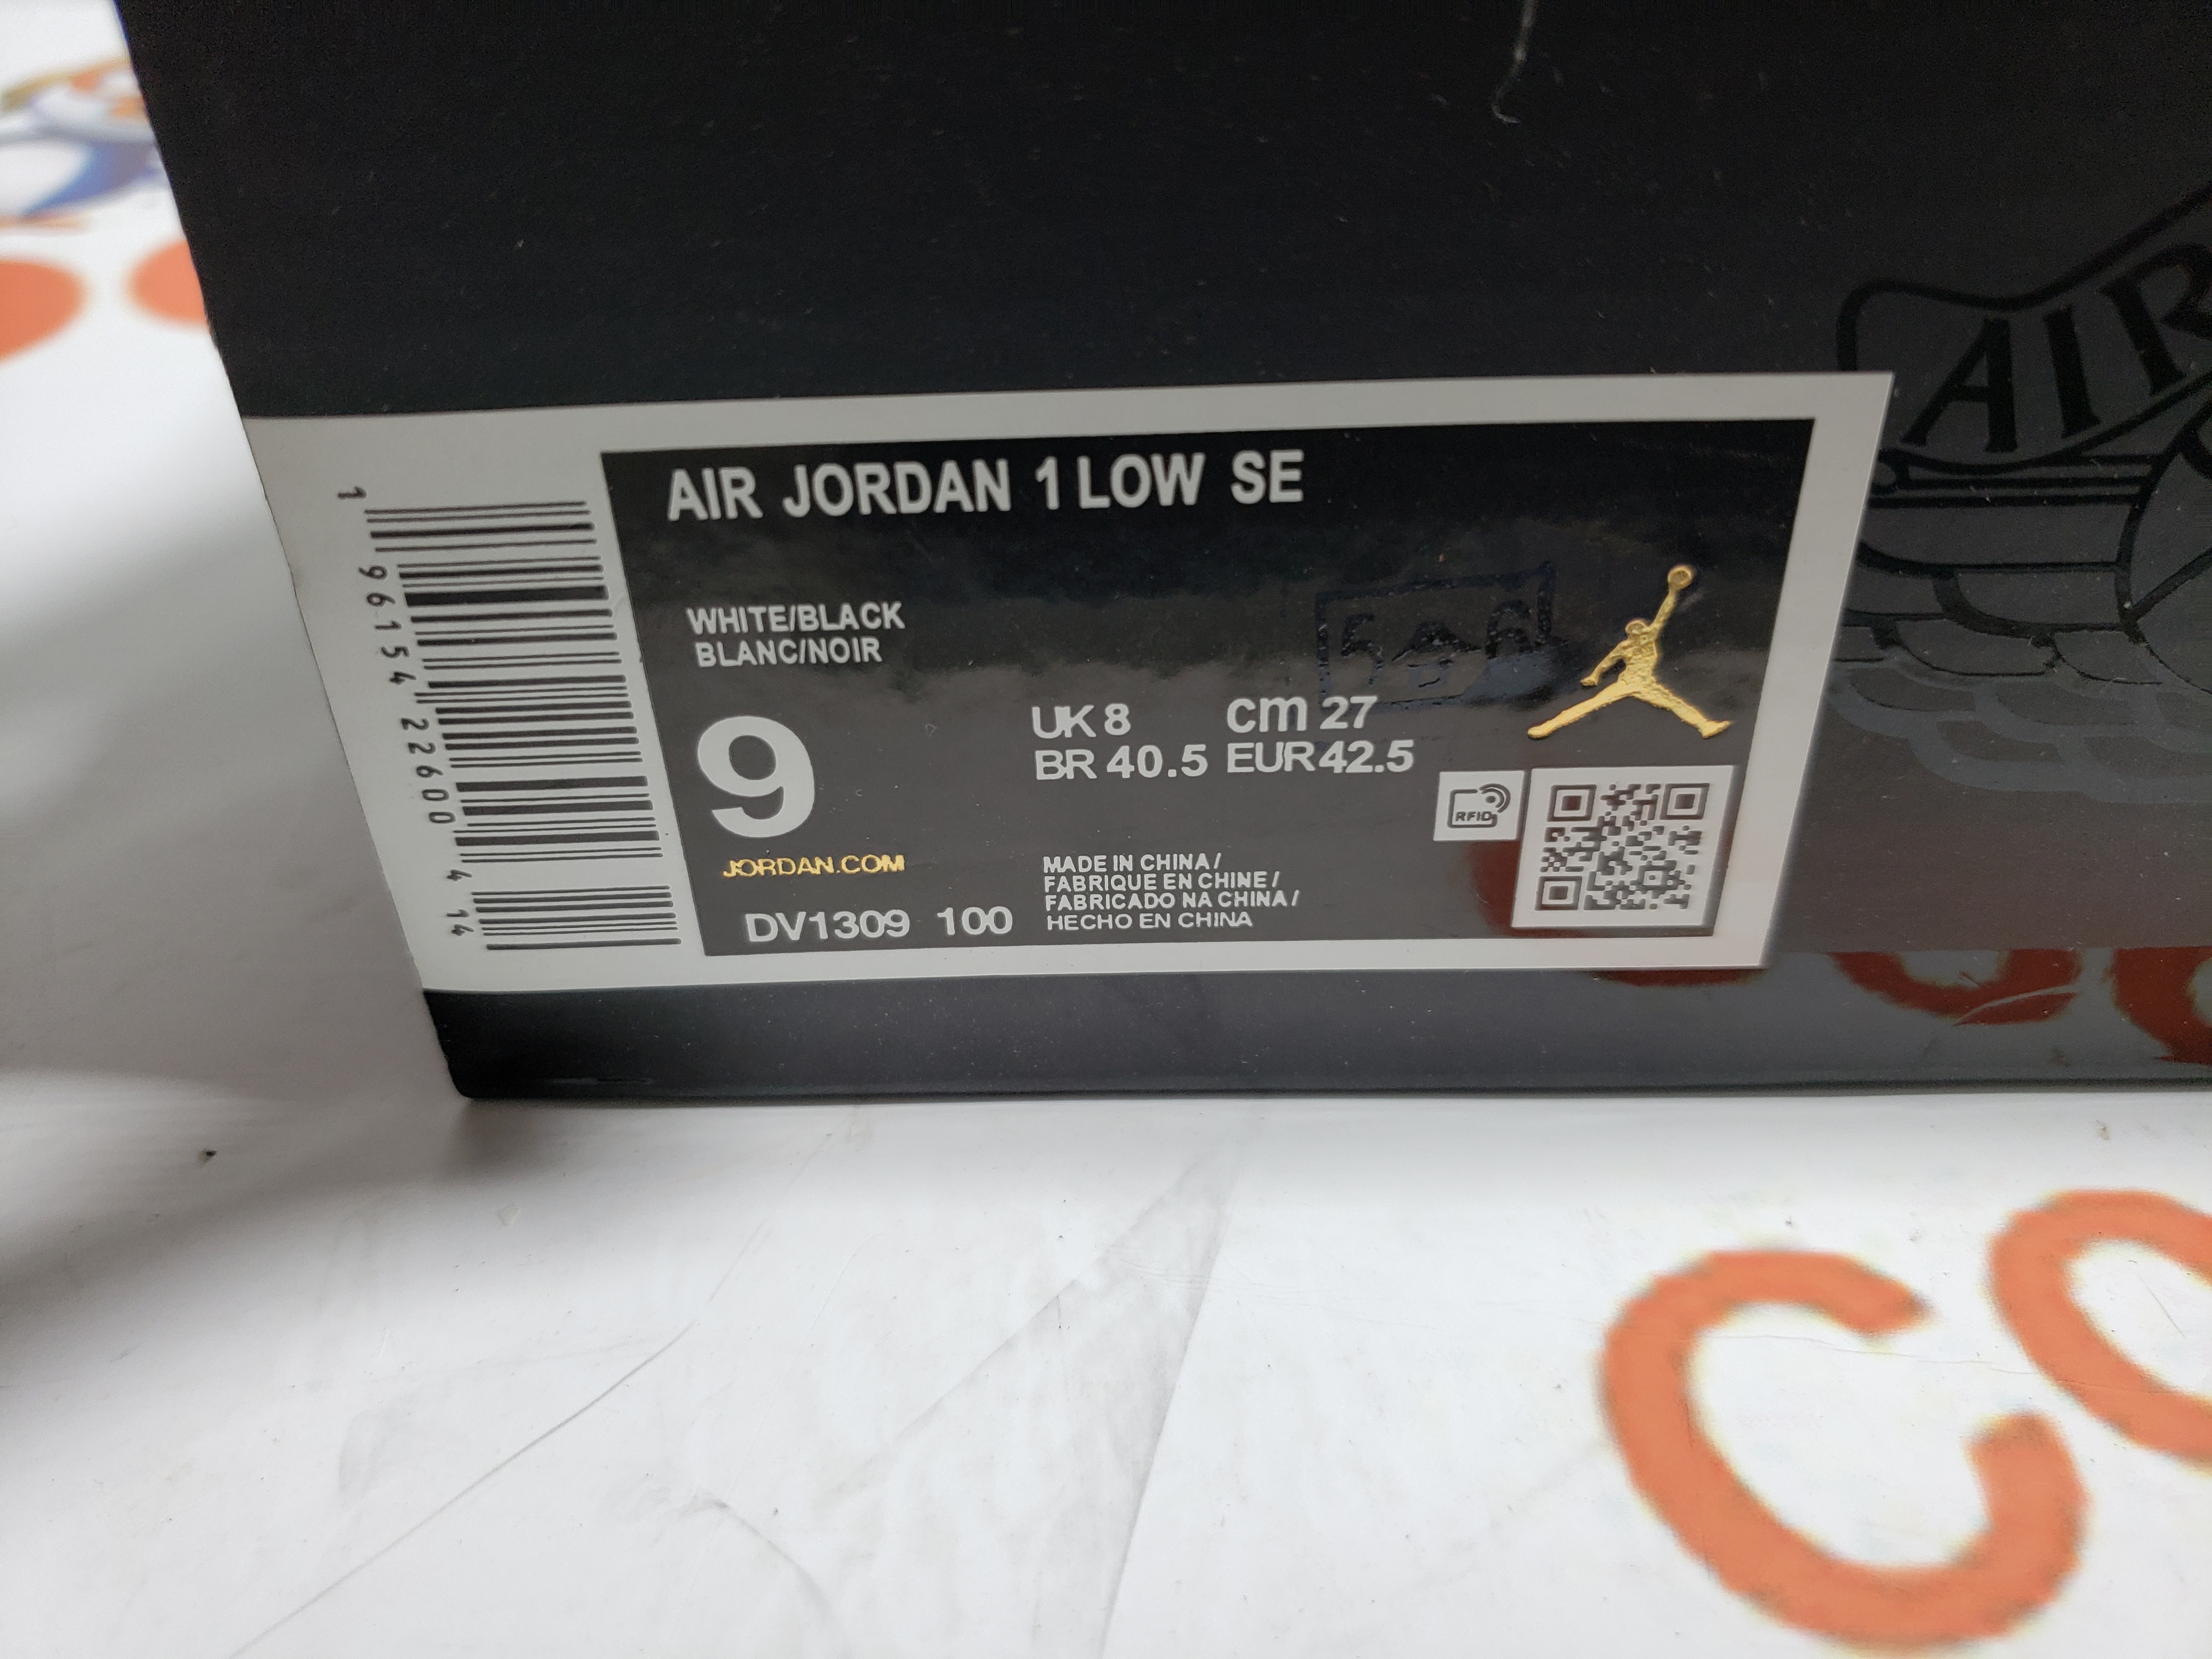 AIR JORDAN 1 LOW SE
WHITE/BLACK
BLANC/NOIR
9
UK 8 cm 27
BR 40.5 EUR 42.5
JORDAN.COM
DV1309 100
MADE IN CHINA /
FABRIQUE EN CHINE /
FABRICADO NA CHINA /
HECHO EN CHINA
RFID
1 96154 22600 4 14
AIR